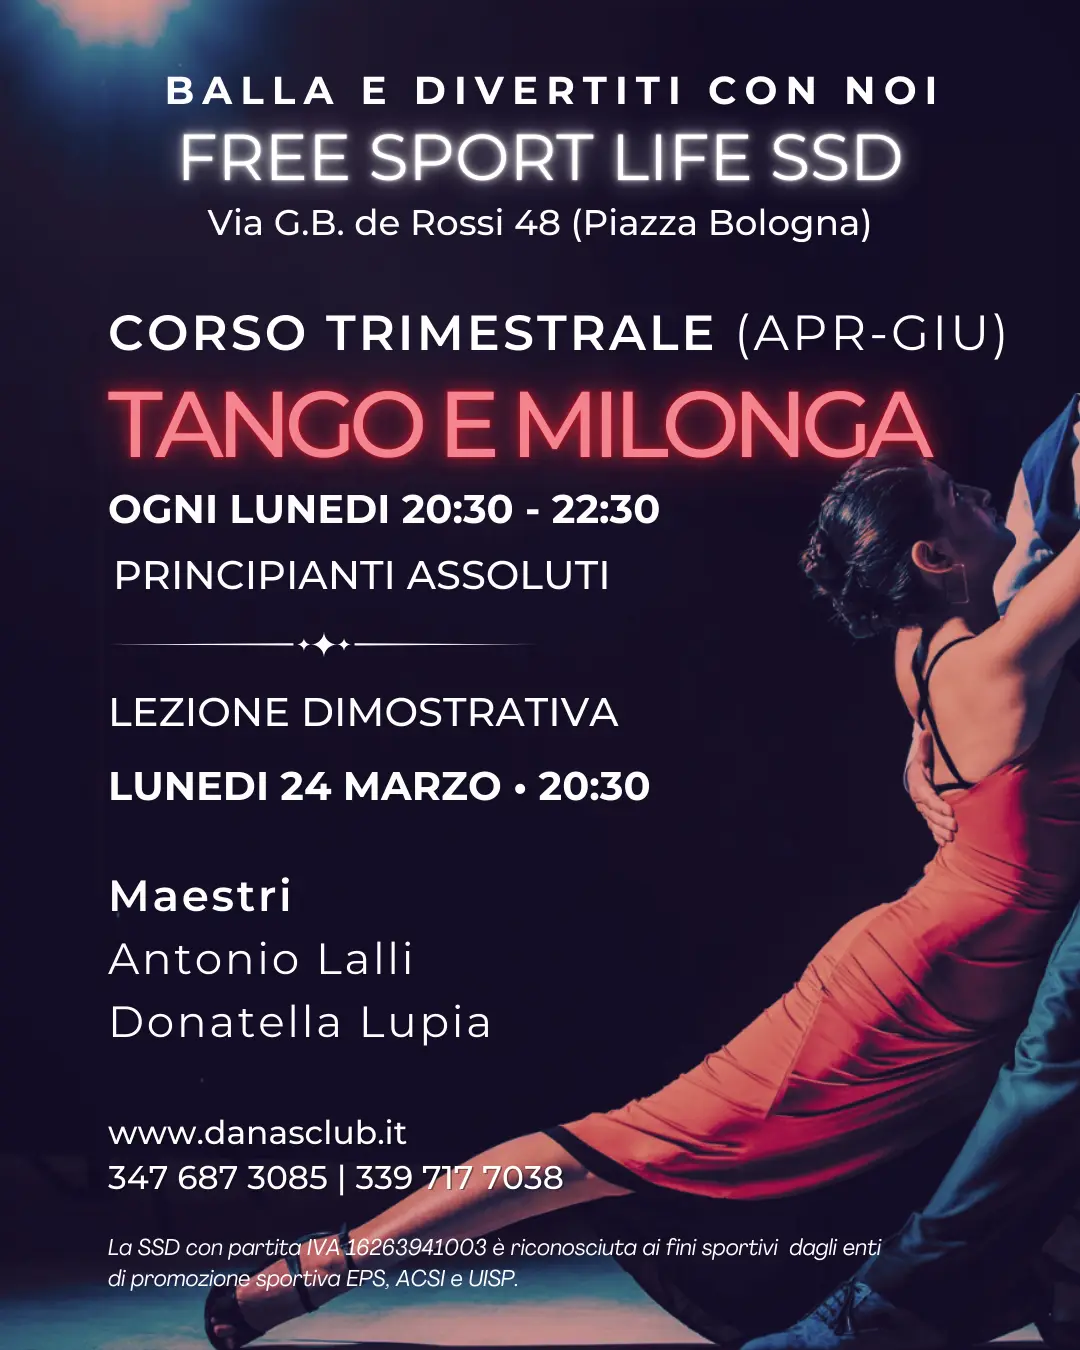 BALLA E DIVERTITI CON NOI
FREE SPORT LIFE SSD
Via G.B. de Rossi 48 (Piazza Bologna)
CORSO TRIMESTRALE (APR-GIU)
TANGO E MILONGA
OGNI LUNEDI 20:30 - 22:30
PRINCIPIANTI ASSOLUTI
LEZIONE DIMOSTRATIVA
LUNEDI 24 MARZO • 20:30
Maestri
Antonio Lalli
Donatella Lupia
www.danasclub.it
347 687 3085 | 339 717 7038
La SSD con partita IVA 16263941003 è riconosciuta ai fini sportivi dagli enti
di promozione sportiva EPS, ACSI e UISP.